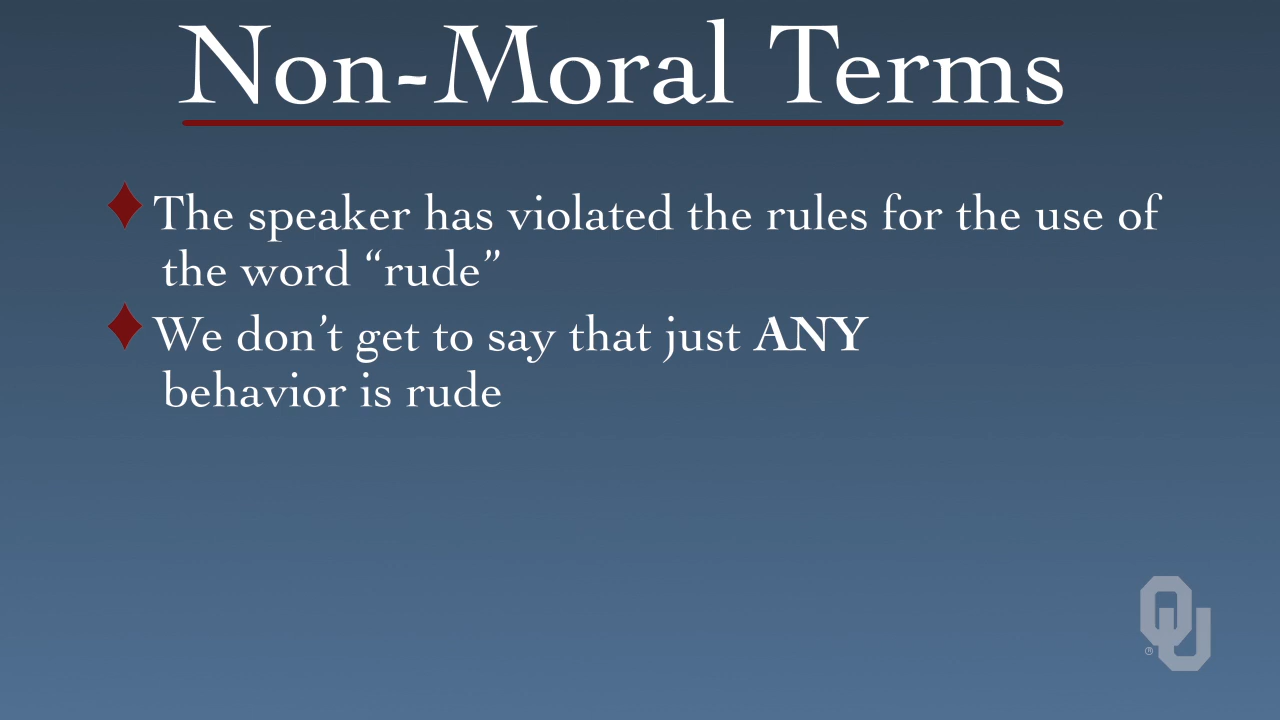 Non-Moral Terms
The speaker has violated the rules for the use of
the word “rude”
We don’t get to say that just ANY
behavior is rude
OU
®